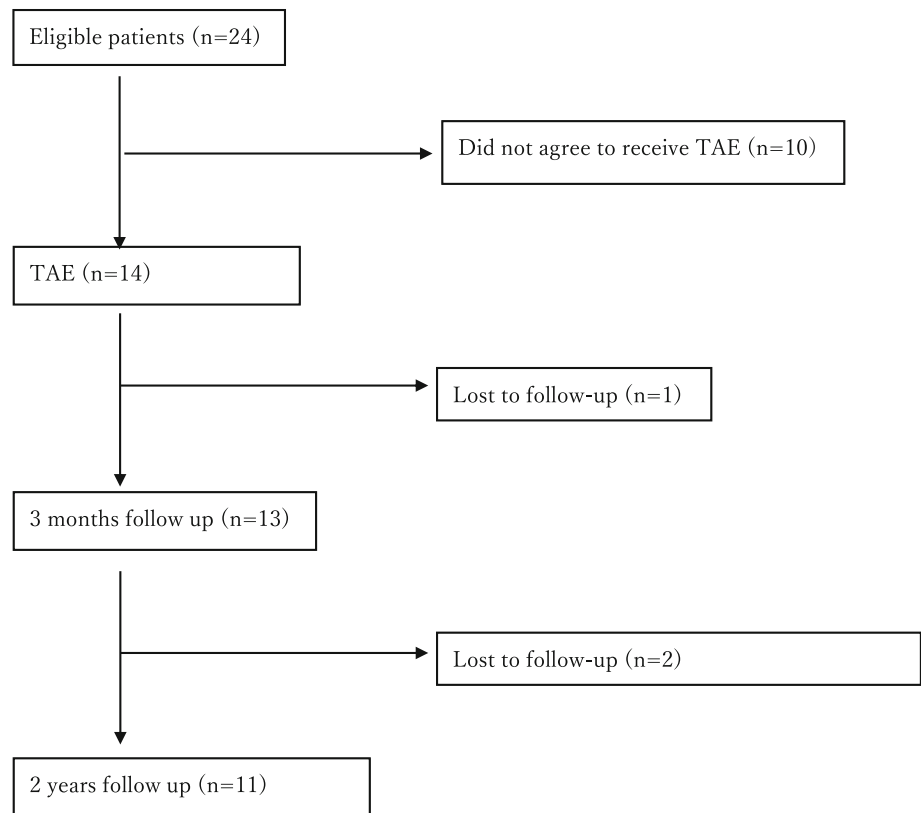 Eligible patients (n=24)
Did not agree to receive TAE (n=10)
TAE (n=14)
Lost to follow-up (n=1)
3 months follow up (n=13)
Lost to follow-up (n=2)
2 years follow up (n=11)